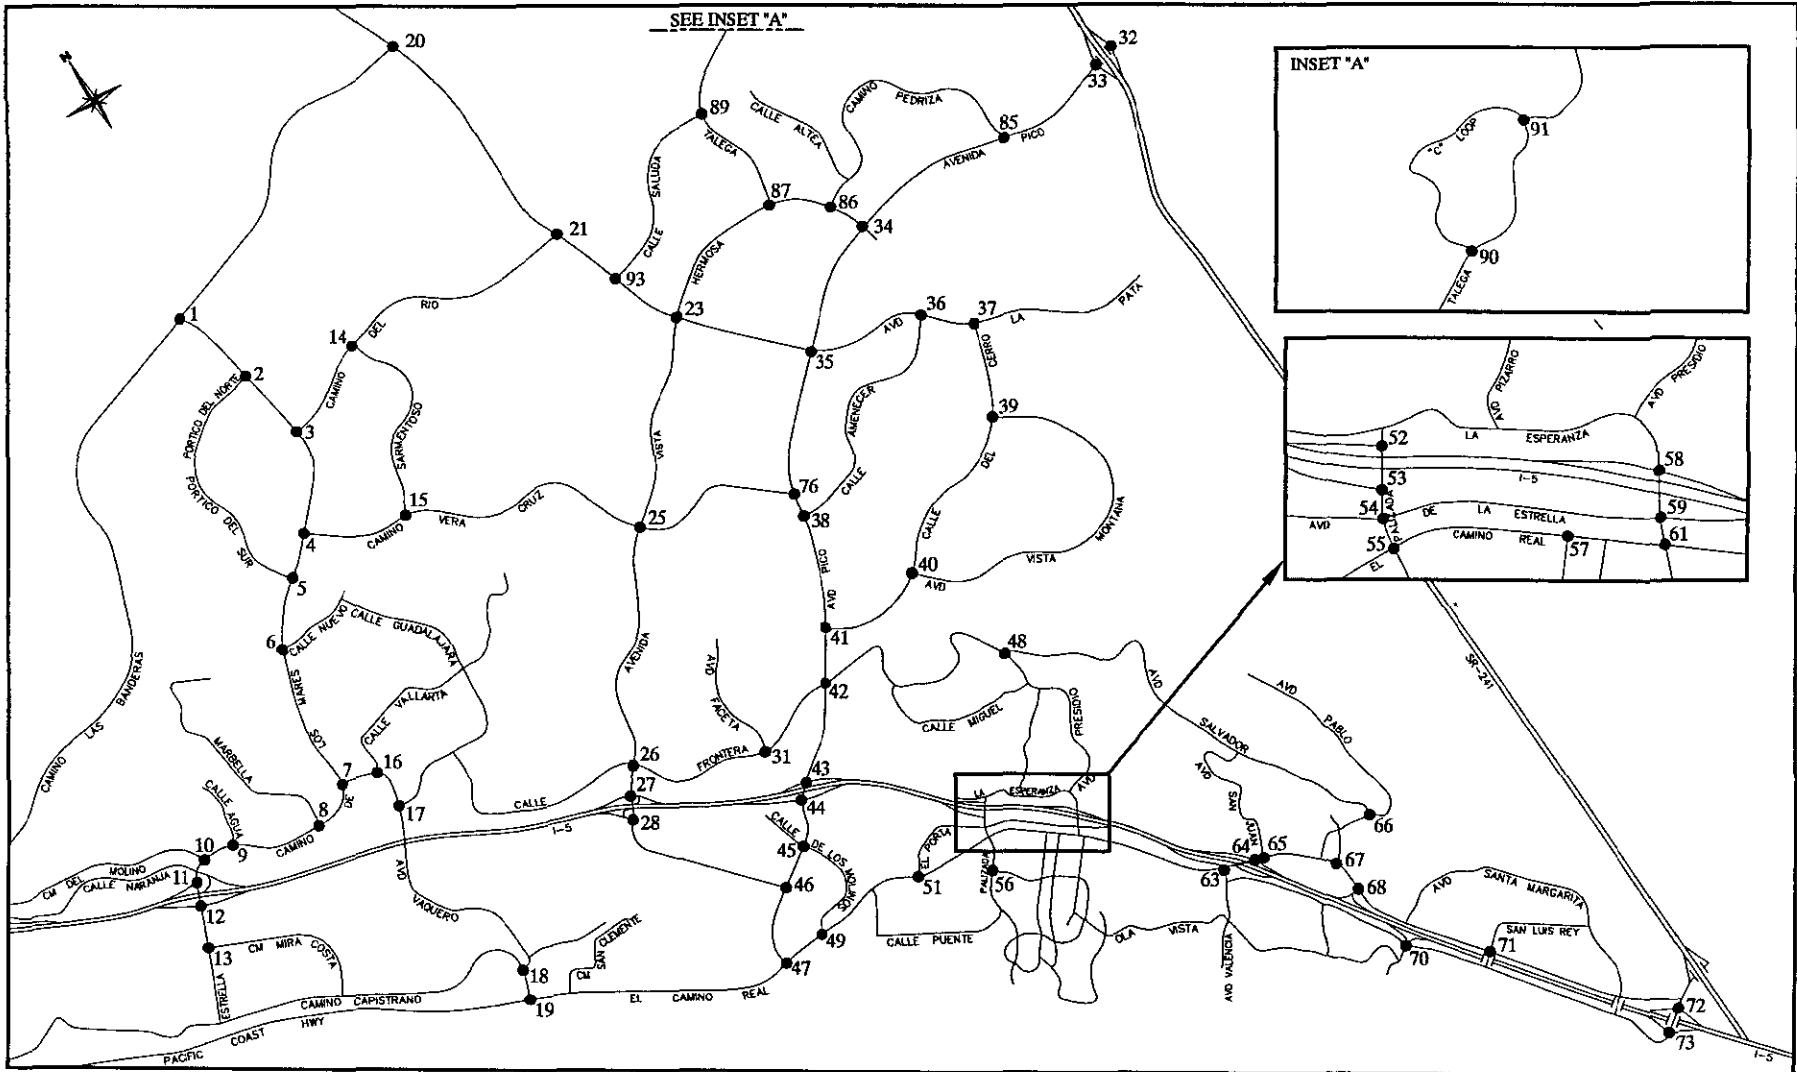 SEE INSET "A"
N
20
32
33
INSET "A"
91
"C" LOOP
90
TALEGA
89
TALEGA
CALLE ALTEA
CAMINO PEDRIZA
85
PICO
AVENIDA
CALLE SALUDA
87
86
34
21
93
HERMOSA
23
1
RIO
DEL
14
CAMINO
2
3
PORTICO DEL NORTE
PORTICO DEL SUR
SARMENTOSO
36
37
AVD
LA
PATA
35
CERRO
39
AMENECER
CALLE
DEL
CALLE
VISTA
15
CAMINO
VERA
CRUZ
25
76
38
4
5
PICO
AVD
40
AVD
VISTA
MONTANA
41
6
CALLE NUEVO
CALLE GUADALAJARA
AVENIDA
AVD FACETA
42
48
MARES
LOS
DE
CAMINO
CALLE VALLARTA
CALLE MIGUEL
PRESIDIO
AVD
AVD
SALVADOR
AVD
PABLO
SR-241
CAMINO
LAS BANDERAS
MARBELLA
CALLE AGUA
7
16
17
8
9
10
11
12
13
CM DEL MOLINO
CALLE NARANJA
26
27
28
FRONTERA
31
43
44
CALLE
I-5
CALLE DE LOS MOLINOS
45
46
47
49
EL PORTA
51
LA ESPERANZA
PALIZADA
56
AVD VAQUERO
CM MIRA COSTA
ESTRELLA
CAMINO CAPISTRANO
18
19
CM
SAN CLEMENTE
EL CAMINO REAL
PACIFIC COAST HWY
CALLE PUENTE
OLA VISTA
AVD VALENCIA
63
64
65
AVD
SAN JUAN
66
67
68
AVD SANTA MARGARITA
SAN LUIS REY
70
71
72
73
I-5
AVD PIZARRO
AVD PRESIDIO
52
LA ESPERANZA
58
53
I-5
54
AVD
PALIZADA
DE LA ESTRELLA
59
55
CAMINO REAL
57
61
EL